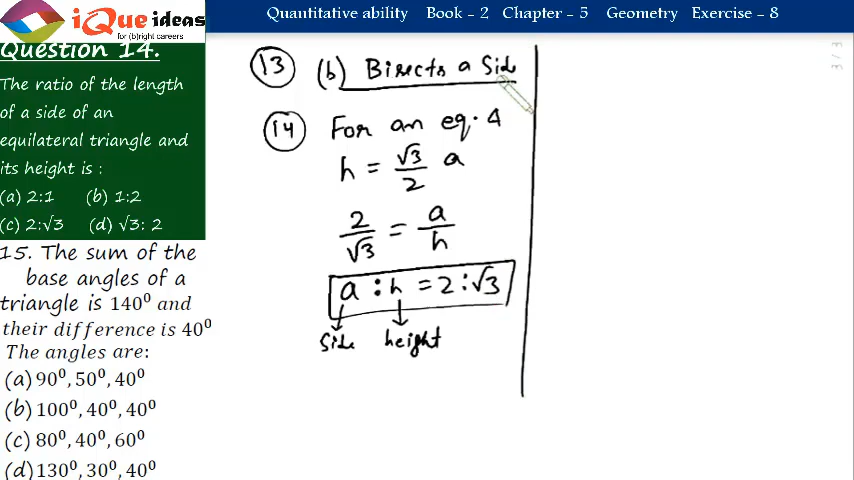 iQue ideas
for (b)right careers
Quantitative ability Book - 2 Chapter - 5 Geometry Exercise - 8
Question 14.
The ratio of the length
of a side of an
equilateral triangle and
its height is :
(a) 2:1 (b) 1:2
(c) 2:√3 (d) √3: 2
15. The sum of the
base angles of a
triangle is 140⁰ and
their difference is 40⁰
The angles are:
(a) 90⁰, 50⁰, 40⁰
(b) 100⁰, 40⁰, 40⁰
(c) 80⁰, 40⁰, 60⁰
(d) 130⁰, 30⁰, 40⁰
13 (b) Bisects a Side
14 For an eq. Δ
h = √3/2 a
2/√3 = a/h
a : h = 2 : √3
side height